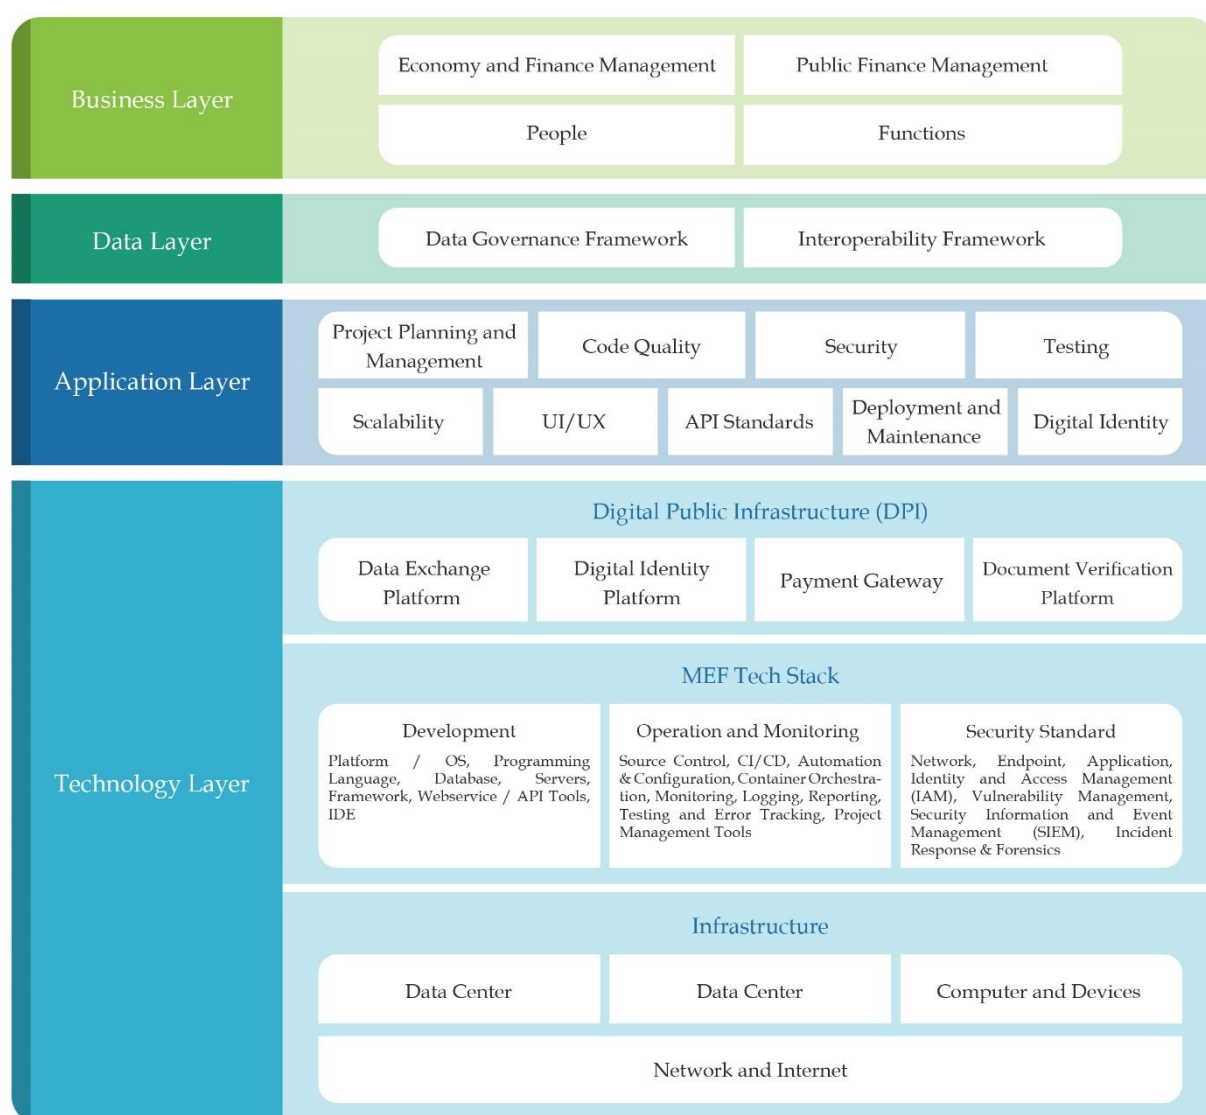 Business Layer
Economy and Finance Management
Public Finance Management
People
Functions
Data Layer
Data Governance Framework
Interoperability Framework
Application Layer
Project Planning and
Management
Code Quality
Security
Testing
Scalability
UI/UX
API Standards
Deployment and
Maintenance
Digital Identity
Technology Layer
Digital Public Infrastructure (DPI)
Data Exchange
Platform
Digital Identity
Platform
Payment Gateway
Document Verification
Platform
MEF Tech Stack
Development
Platform / OS, Programming
Language, Database, Servers,
Framework, Webservice / API Tools,
IDE
Operation and Monitoring
Source Control, CI/CD, Automation
& Configuration, Container Orchestra-
tion, Monitoring, Logging, Reporting,
Testing and Error Tracking, Project
Management Tools
Security Standard
Network, Endpoint, Application,
Identity and Access Management
(IAM), Vulnerability Management,
Security Information and Event
Management (SIEM), Incident
Response & Forensics
Infrastructure
Data Center
Data Center
Computer and Devices
Network and Internet